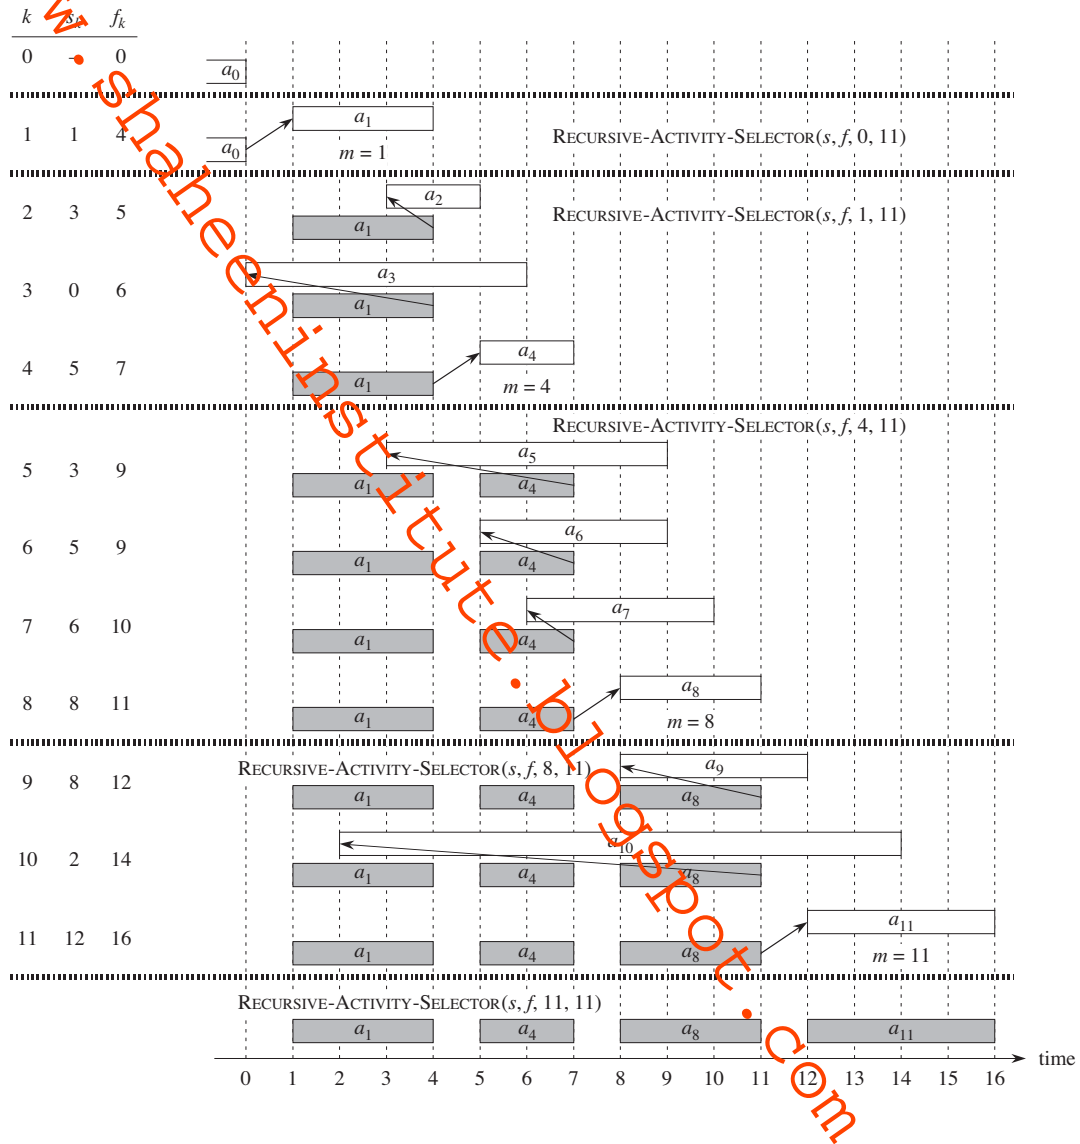 k s_k f_k
0 - 0
a_0
1 1 4
a_1
a_0
m = 1
RECURSIVE-ACTIVITY-SELECTOR(s, f, 0, 11)
2 3 5
a_2
a_1
RECURSIVE-ACTIVITY-SELECTOR(s, f, 1, 11)
3 0 6
a_3
a_1
4 5 7
a_4
a_1
m = 4
RECURSIVE-ACTIVITY-SELECTOR(s, f, 4, 11)
5 3 9
a_5
a_1 a_4
6 5 9
a_6
a_1 a_4
7 6 10
a_7
a_1 a_4
8 8 11
a_8
a_1 a_4
m = 8
RECURSIVE-ACTIVITY-SELECTOR(s, f, 8, 11)
9 8 12
a_9
a_1 a_4 a_8
10 2 14
a_10
a_1 a_4 a_8
11 12 16
a_11
a_1 a_4 a_8
m = 11
RECURSIVE-ACTIVITY-SELECTOR(s, f, 11, 11)
a_1 a_4 a_8 a_11
time
0 1 2 3 4 5 6 7 8 9 10 11 12 13 14 15 16
w.shaheeninstitute.blogspot.com